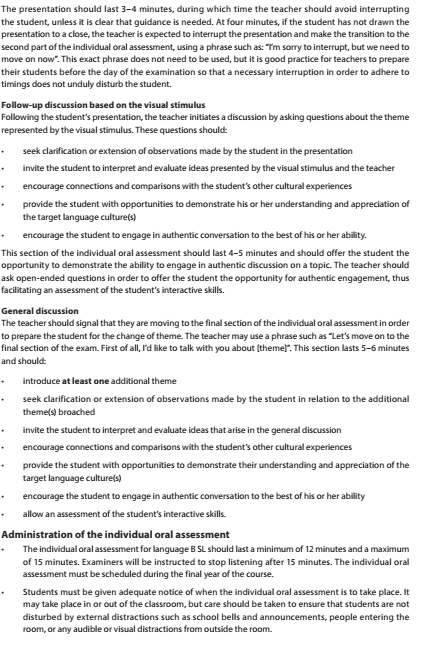 The presentation should last 3–4 minutes, during which time the teacher should avoid interrupting
the student, unless it is clear that guidance is needed. At four minutes, if the student has not drawn the
presentation to a close, the teacher is expected to interrupt the presentation and make the transition to the
second part of the individual oral assessment, using a phrase such as: "I'm sorry to interrupt, but we need to
move on now". This exact phrase does not need to be used, but it is good practice for teachers to prepare
their students before the day of the examination so that a necessary interruption in order to adhere to
timings does not unduly disturb the student.
Follow-up discussion based on the visual stimulus
Following the student's presentation, the teacher initiates a discussion by asking questions about the theme
represented by the visual stimulus. These questions should:
• seek clarification or extension of observations made by the student in the presentation
• invite the student to interpret and evaluate ideas presented by the visual stimulus and the teacher
• encourage connections and comparisons with the student's other cultural experiences
• provide the student with opportunities to demonstrate his or her understanding and appreciation of
the target language culture(s)
• encourage the student to engage in authentic conversation to the best of his or her ability.
This section of the individual oral assessment should last 4–5 minutes and should offer the student the
opportunity to demonstrate the ability to engage in authentic discussion on a topic. The teacher should
ask open-ended questions in order to offer the student the opportunity for authentic engagement, thus
facilitating an assessment of the student's interactive skills.
General discussion
The teacher should signal that they are moving to the final section of the individual oral assessment in order
to prepare the student for the change of theme. The teacher may use a phrase such as "Let's move on to the
final section of the exam. First of all, I'd like to talk with you about [theme]". This section lasts 5–6 minutes
and should:
• introduce at least one additional theme
• seek clarification or extension of observations made by the student in relation to the additional
theme(s) broached
• invite the student to interpret and evaluate ideas that arise in the general discussion
• encourage connections and comparisons with the student's other cultural experiences
• provide the student with opportunities to demonstrate their understanding and appreciation of the
target language culture(s)
• encourage the student to engage in authentic conversation to the best of his or her ability
• allow an assessment of the student's interactive skills.
Administration of the individual oral assessment
• The individual oral assessment for language B SL should last a minimum of 12 minutes and a maximum
of 15 minutes. Examiners will be instructed to stop listening after 15 minutes. The individual oral
assessment must be scheduled during the final year of the course.
• Students must be given adequate notice of when the individual oral assessment is to take place. It
may take place in or out of the classroom, but care should be taken to ensure that students are not
disturbed by external distractions such as school bells and announcements, people entering the
room, or any audible or visual distractions from outside the room.